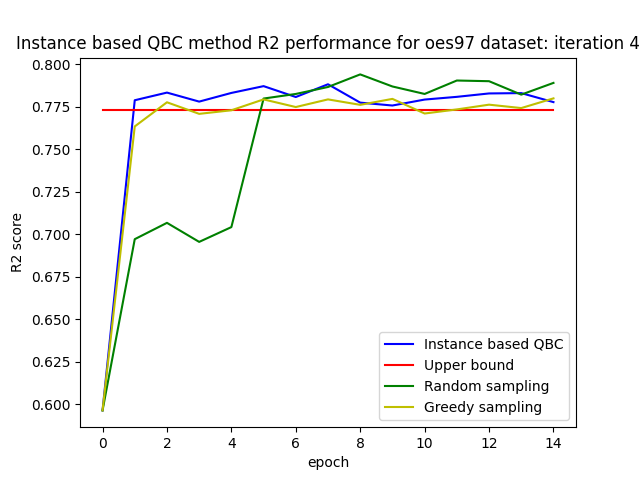 Instance based QBC method R2 performance for oes97 dataset: iteration 4
0.800
0.775
0.750
0.725
0.700
0.675
0.650
0.625
0.600
R2 score
0 2 4 6 8 10 12 14
epoch
Instance based QBC
Upper bound
Random sampling
Greedy sampling